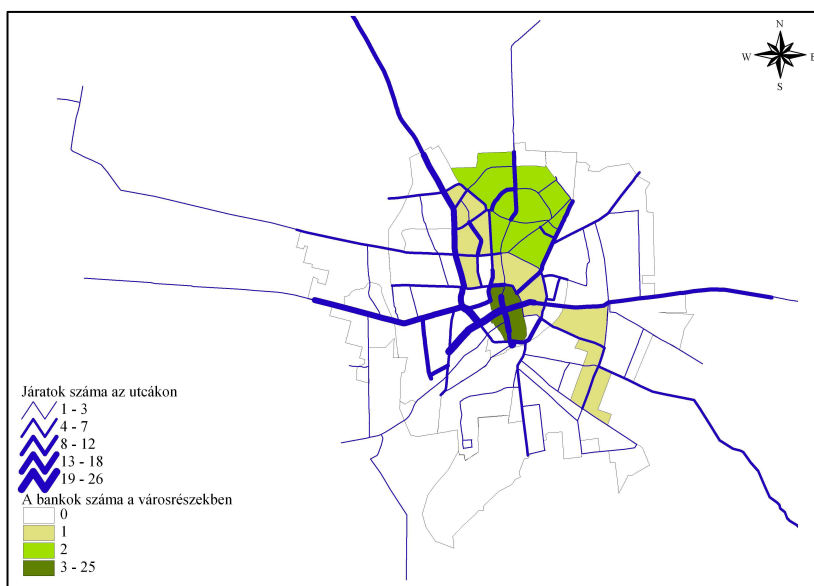 N
W E
S
Járatok száma az utcákon
1 - 3
4 - 7
8 - 12
13 - 18
19 - 26
A bankok száma a városrészekben
0
1
2
3 - 25